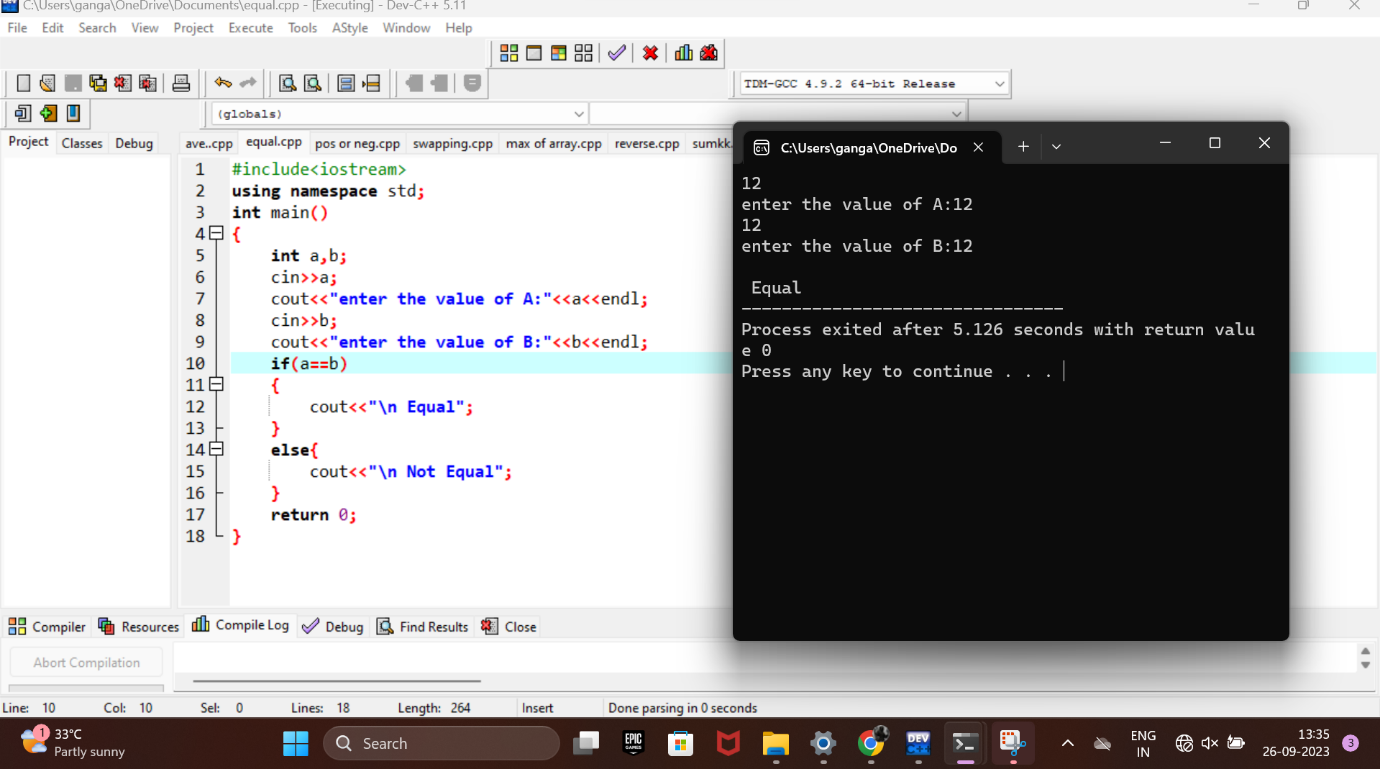 C:\Users\ganga\OneDrive\Documents\equal.cpp - [Executing] - Dev-C++ 5.11
File Edit Search View Project Execute Tools AStyle Window Help
TDM-GCC 4.9.2 64-bit Release
(globals)
Project Classes Debug
ave..cpp equal.cpp pos or neg.cpp swapping.cpp max of array.cpp reverse.cpp sumkk
1 #include<iostream>
2 using namespace std;
3 int main()
4 {
5 int a,b;
6 cin>>a;
7 cout<<"enter the value of A:"<<a<<endl;
8 cin>>b;
9 cout<<"enter the value of B:"<<b<<endl;
10 if(a==b)
11 {
12 cout<<"\n Equal";
13 }
14 else{
15 cout<<"\n Not Equal";
16 }
17 return 0;
18 }
C:\Users\ganga\OneDrive\Do
12
enter the value of A:12
12
enter the value of B:12
Equal
--------------------------------
Process exited after 5.126 seconds with return valu
e 0
Press any key to continue . . .
Compiler Resources Compile Log Debug Find Results Close
Abort Compilation
Line: 10 Col: 10 Sel: 0 Lines: 18 Length: 264 Insert Done parsing in 0 seconds
1
33°C
Partly sunny
Search
EPIC
GAMES
DEV
C++
ENG
IN
13:35
26-09-2023
3